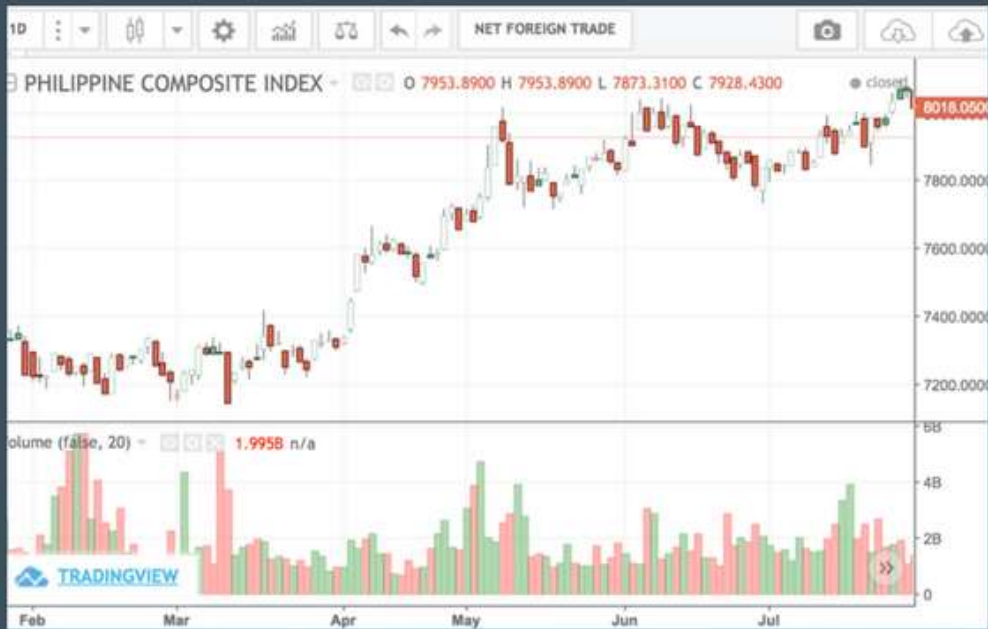 1D NET FOREIGN TRADE
PHILIPPINE COMPOSITE INDEX O 7953.8900 H 7953.8900 L 7873.3100 C 7928.4300 closed
8018.0500
7800.0000
7600.0000
7400.0000
7200.0000
olume (false, 20) 1.995B n/a
6B
4B
2B
0
TRADINGVIEW
Feb Mar Apr May Jun Jul